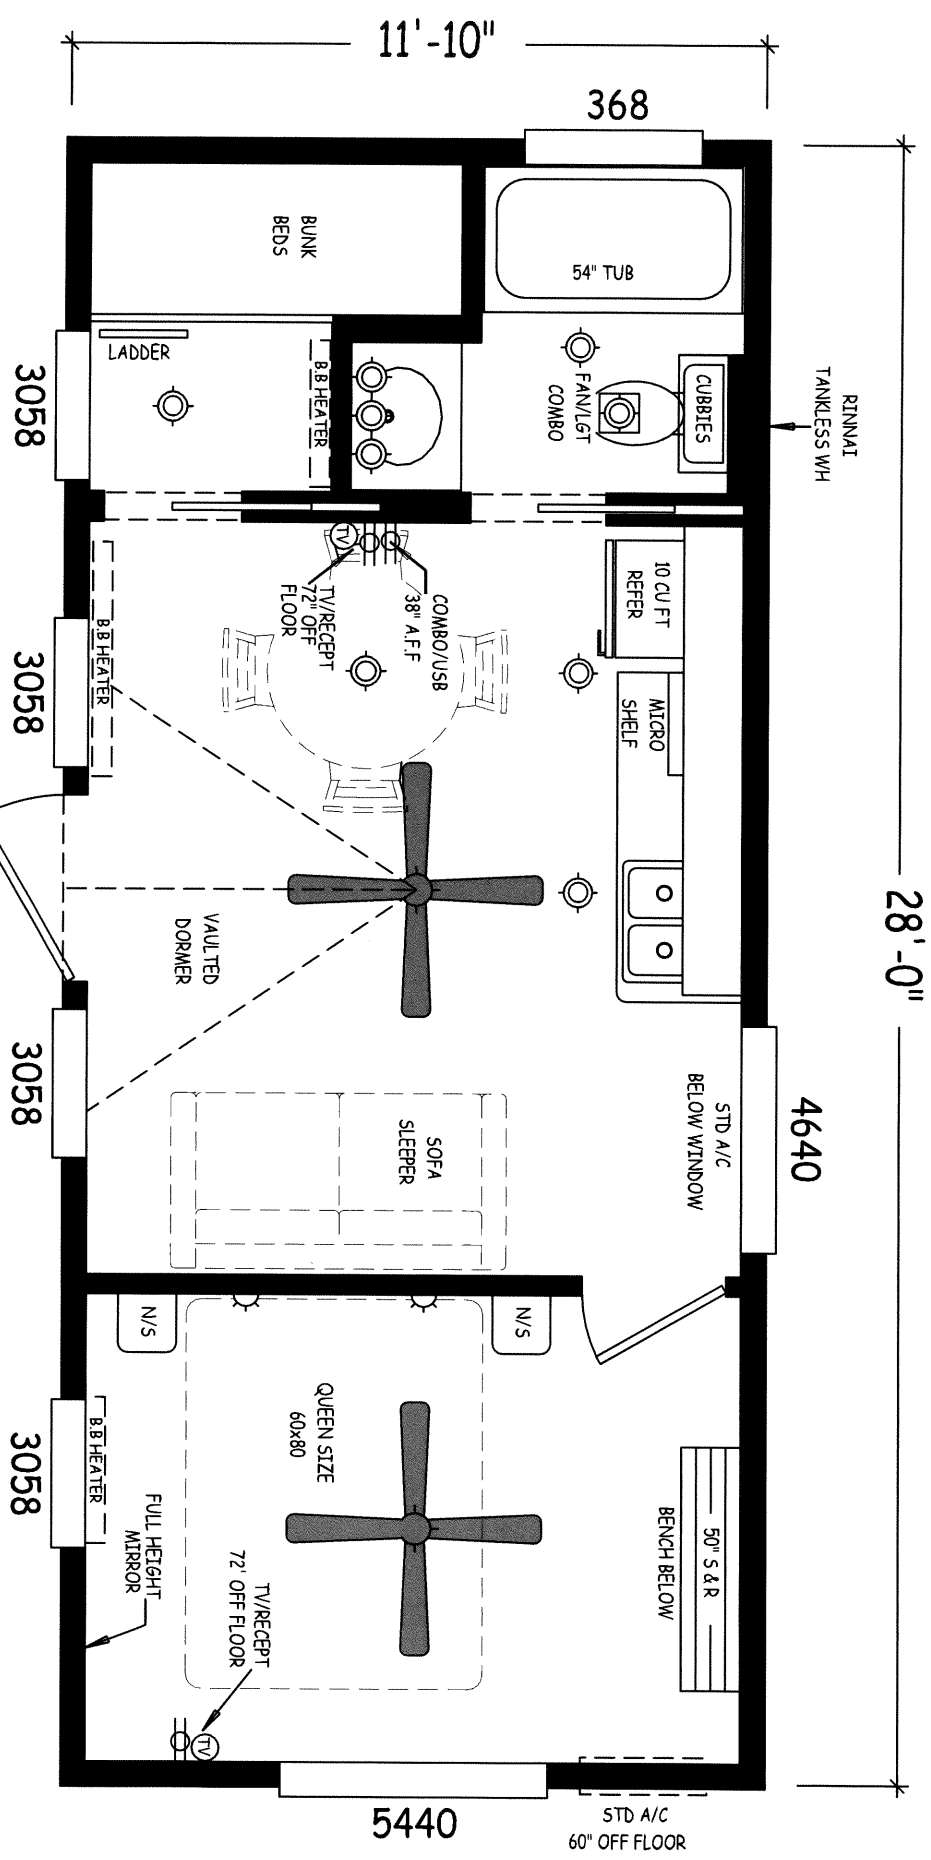 11'-10"
368
28'-0"
BUNK
BEDS
54" TUB
LADDER
B.B HEATER
FAN/LGT
COMBO
CUBBIES
RINNAI
TANKLESS WH
3058
TV
TV/RECEPT
72" OFF
FLOOR
COMBO/USB
38" A.F.F
10 CU FT
REFER
MICRO
SHELF
B.B HEATER
3058
VAULTED
DORMER
3058
SOFA
SLEEPER
STD A/C
BELOW WINDOW
4640
N/S
N/S
QUEEN SIZE
60x80
B.B HEATER
3058
FULL HEIGHT
MIRROR
TV/RECEPT
72' OFF FLOOR
TV
50" S & R
BENCH BELOW
5440
STD A/C
60" OFF FLOOR